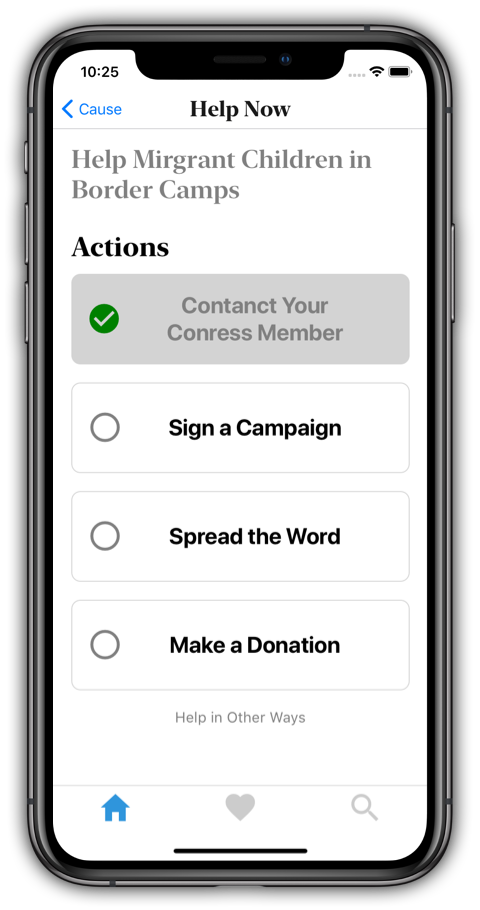 10:25
Cause
Help Now
Help Mirgrant Children in
Border Camps
Actions
Contanct Your
Conress Member
Sign a Campaign
Spread the Word
Make a Donation
Help in Other Ways